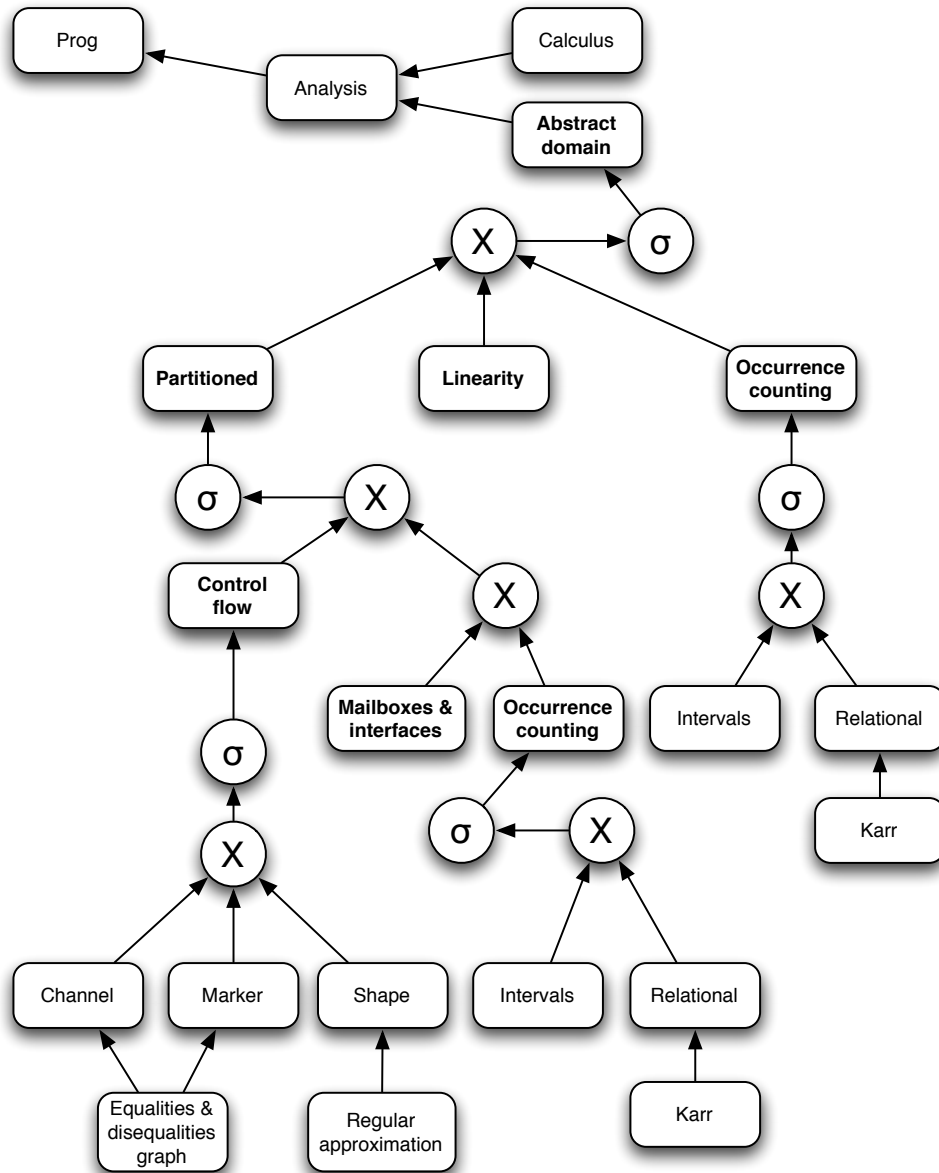 Prog
Calculus
Analysis
Abstract
domain
X
σ
Partitioned
Linearity
Occurrence
counting
σ
X
σ
Control
flow
X
X
Mailboxes &
interfaces
Occurrence
counting
Intervals
Relational
σ
σ
X
Karr
X
Channel
Marker
Shape
Intervals
Relational
Equalities &
disequalities
graph
Regular
approximation
Karr